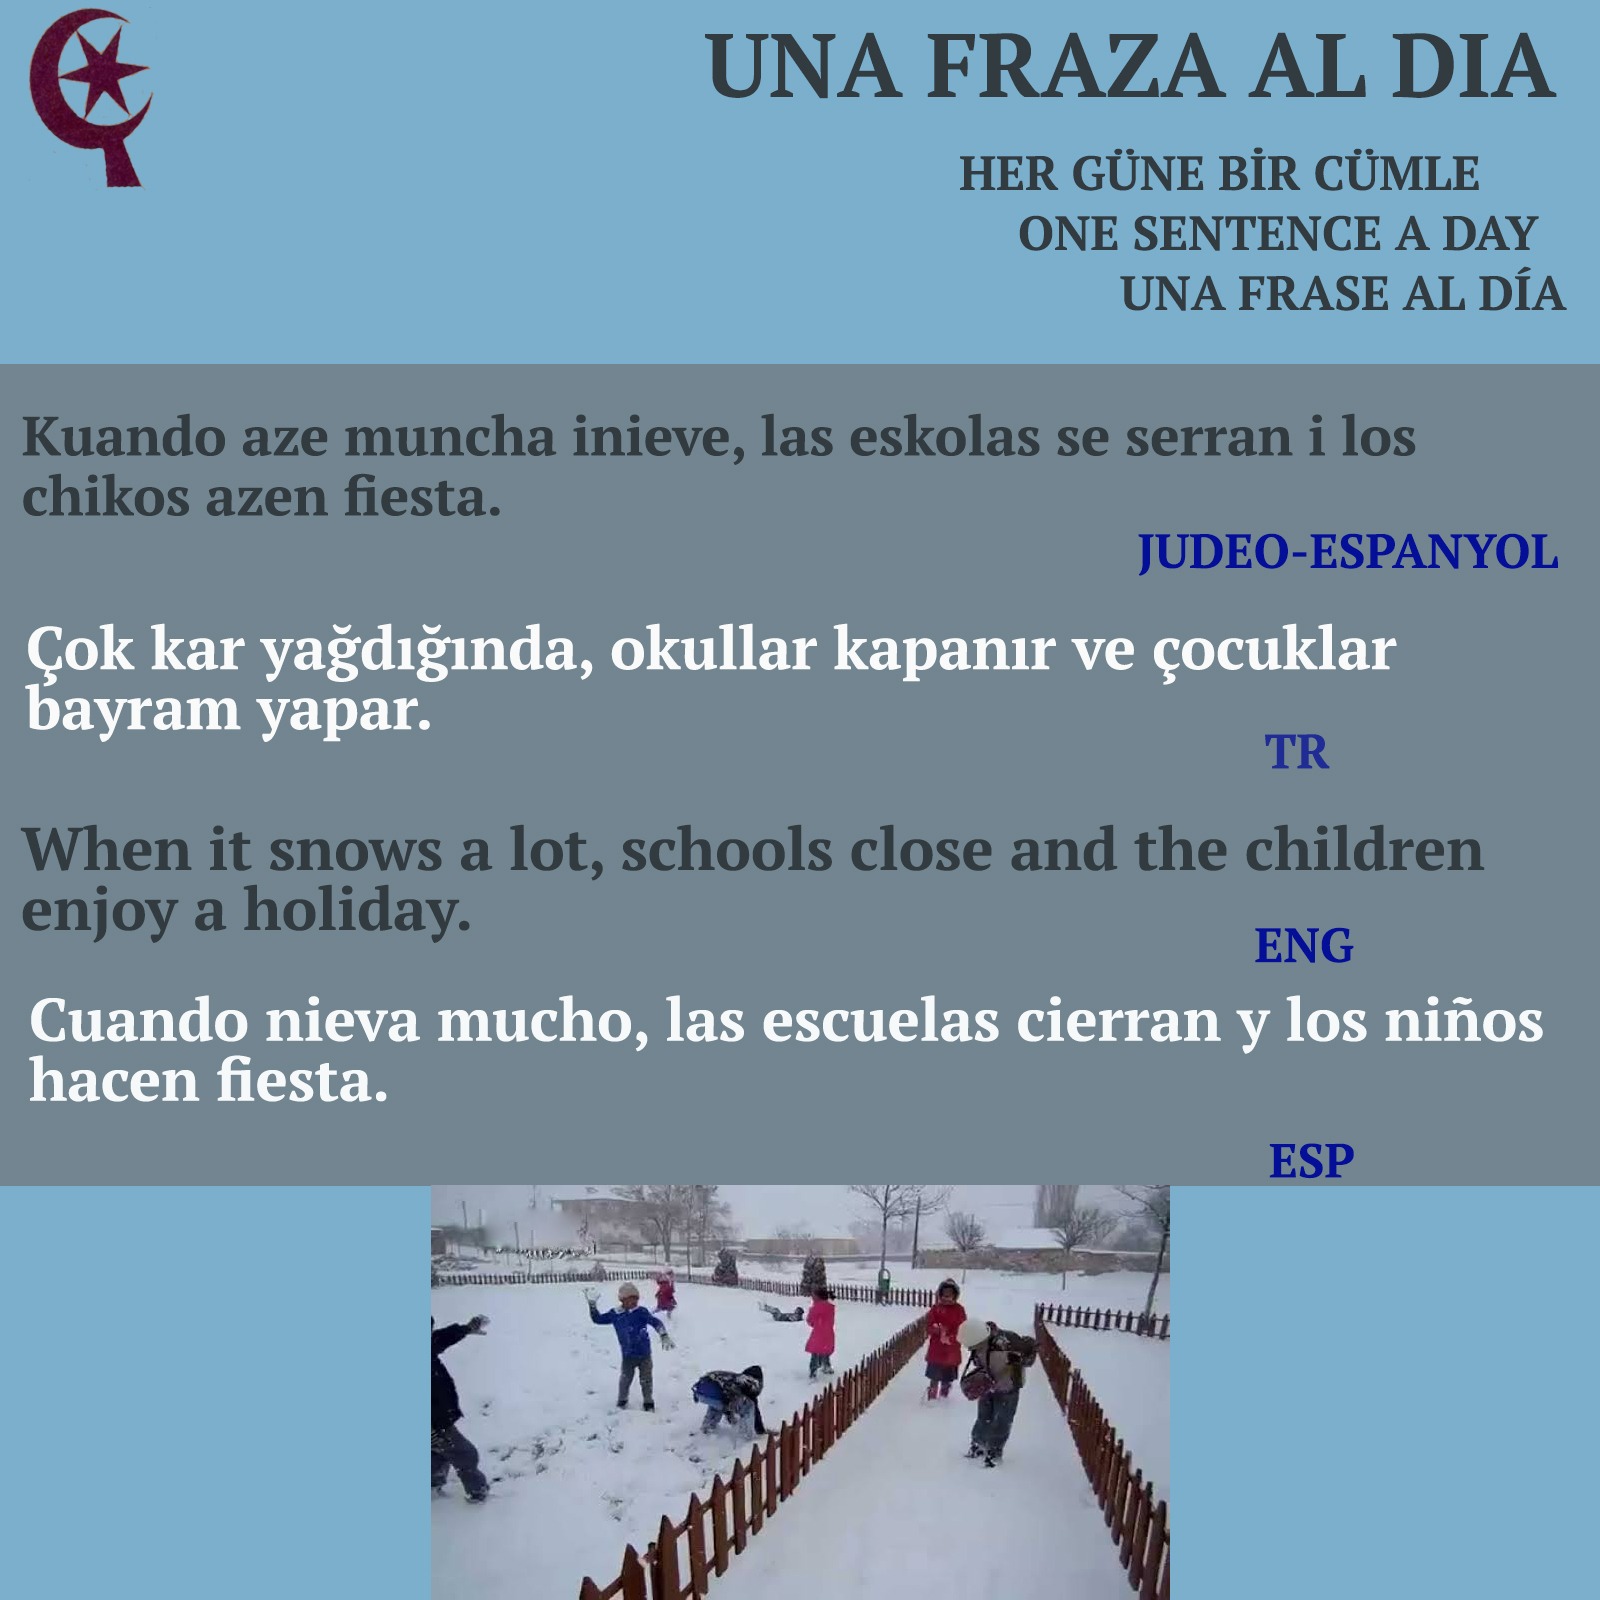 UNA FRAZA AL DIA
HER GÜNE BİR CÜMLE
ONE SENTENCE A DAY
UNA FRASE AL DÍA
Kuando aze muncha inieve, las eskolas se serran i los
chikos azen fiesta.
JUDEO-ESPANYOL
Çok kar yağdığında, okullar kapanır ve çocuklar
bayram yapar.
TR
When it snows a lot, schools close and the children
enjoy a holiday.
ENG
Cuando nieva mucho, las escuelas cierran y los niños
hacen fiesta.
ESP